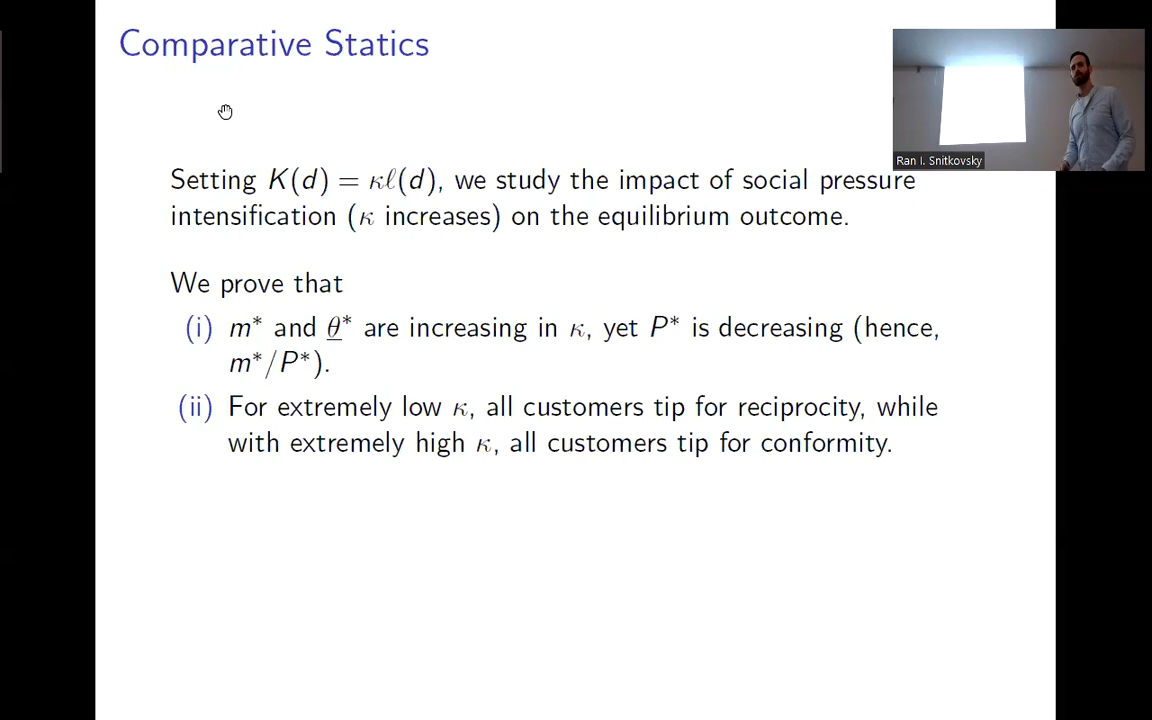 Comparative Statics
Ran I. Snitkovsky
Setting K(d) = κℓ(d), we study the impact of social pressure
intensification (κ increases) on the equilibrium outcome.
We prove that
(i) m* and θ̲* are increasing in κ, yet P* is decreasing (hence,
m*/P*).
(ii) For extremely low κ, all customers tip for reciprocity, while
with extremely high κ, all customers tip for conformity.